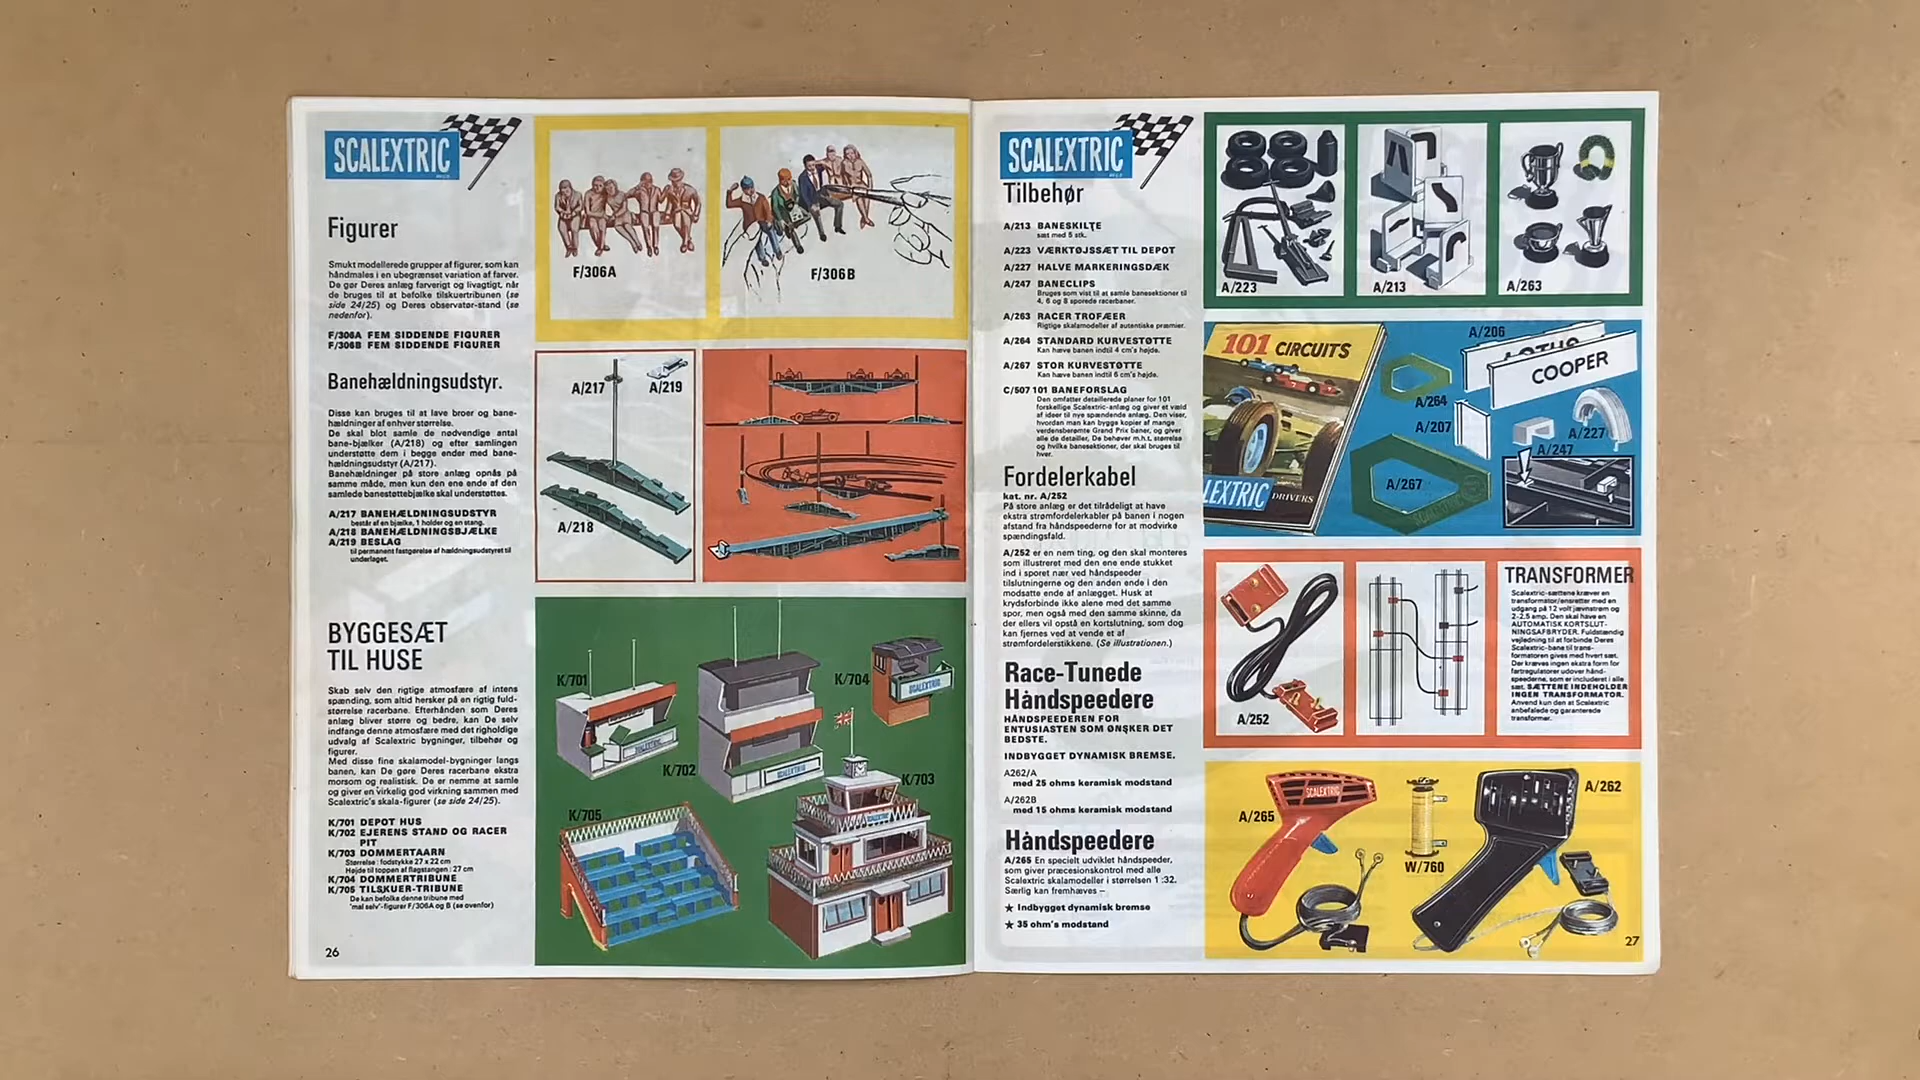 SCALEXTRIC
Figurer
Smukt modellerede grupper af figurer, som kan
håndmales i en ubegrænset variation af farver.
De gør Deres anlæg farverigt og livagtigt, når
de bruges til at befolke tilskuertribunen (se
side 24/25) og Deres observatør-stand (se
nedenfor).
F/306A FEM SIDDENDE FIGURER
F/306B FEM SIDDENDE FIGURER
Banehældningsudstyr.
Disse kan bruges til at lave broer og bane-
hældninger af enhver størrelse.
De skal blot samle de nødvendige antal
bane-bjælker (A/218) og efter samlingen
understøtte dem i begge ender med bane-
hældningsudstyr (A/217).
Banehældninger på store anlæg opnås på
samme måde, men kun den ene ende af den
samlede banestøttebjælke skal understøttes.
A/217 BANEHÆLDNINGSUDSTYR
består af en bjælke, 1 holder og en stang.
A/218 BANEHÆLDNINGSBJÆLKE
A/219 BESLAG
til permanent fastgørelse af hældningsudstyret til
underlaget.
BYGGESÆT
TIL HUSE
Skab selv den rigtige atmosfære af intens
spænding, som altid hersker på en rigtig fuld-
størrelse racerbane. Efterhånden som Deres
anlæg bliver større og bedre, kan De selv
indfange denne atmosfære med det righoldige
udvalg af Scalextric bygninger, tilbehør og
figurer.
Med disse fine skalamodel-bygninger langs
banen, kan De gøre Deres racerbane ekstra
morsom og realistisk. De er nemme at samle
og giver en virkelig god virkning sammen med
Scalextric's skala-figurer (se side 24/25).
K/701 DEPOT HUS
K/702 EJERENS STAND OG RACER
PIT
K/703 DOMMERTAARN
Størrelse: fodstykke 27 x 22 cm
Højde til toppen af flagstangen: 27 cm
K/704 DOMMERTRIBUNE
K/705 TILSKUER-TRIBUNE
De kan befolke denne tribune med
"mal selv"-figurer F/306A og B (se ovenfor)
26
F/306A
F/306B
A/217
A/219
A/218
K/701
K/704
SCALEXTRIC
SCALEXTRIC
K/702
SCALEXTRIC
K/703
K/705
SCALEXTRIC
SCALEXTRIC
Tilbehør
A/213 BANESKILTE
sæt med 5 stk.
A/223 VÆRKTØJSSÆT TIL DEPOT
A/227 HALVE MARKERINGSDÆK
A/247 BANECLIPS
Bruges som vist til at samle banesektioner til
4, 6 og 8 sporede racerbaner.
A/263 RACER TROFÆER
Rigtige skalamodeller af autentiske præmier.
A/264 STANDARD KURVESTØTTE
Kan hæve banen indtil 4 cm's højde.
A/267 STOR KURVESTØTTE
Kan hæve banen indtil 6 cm's højde.
C/507 101 BANEFORSLAG
Den omfatter detaillerede planer for 101
forskellige Scalextric-anlæg og giver et væld
af ideer til nye spændende anlæg. Den viser,
hvordan man kan bygge kopier af mange
verdensberømte Grand Prix baner, og giver
alle de detailler, De behøver m.h.t. størrelse
og hvilke banesektioner, der skal bruges til
hver.
Fordelerkabel
kat. nr. A/252
På store anlæg er det tilrådeligt at have
ekstra strømfordelerkabler på banen i nogen
afstand fra håndspeederne for at modvirke
spændingsfald.
A/252 er en nem ting, og den skal monteres
som illustreret med den ene ende stukket
ind i sporet nær ved håndspeeder
tilslutningerne og den anden ende i den
modsatte ende af anlægget. Husk at
krydsforbinde ikke alene med det samme
spor, men også med den samme skinne, da
der ellers vil opstå en kortslutning, som dog
kan fjernes ved at vende et af
strømfordelerstikkene. (Se illustrationen.)
Race-Tunede
Håndspeedere
HÅNDSPEEDEREN FOR
ENTUSIASTEN SOM ØNSKER DET
BEDSTE.
INDBYGGET DYNAMISK BREMSE.
A262/A
med 25 ohms keramisk modstand
A/262B
med 15 ohms keramisk modstand
Håndspeedere
A/265 En specielt udviklet håndspeeder,
som giver præcesionskontrol med alle
Scalextric skalamodeller i størrelsen 1:32.
Særlig kan fremhæves –
★ Indbygget dynamisk bremse
★ 35 ohm's modstand
A/223
A/213
A/263
101 CIRCUITS
LEXTRIC DRIVERS
A/206
LOTUS
COOPER
A/264
A/207
A/227
A/247
A/267
A/252
TRANSFORMER
Scalextric-sættene kræver en
transformator/ensretter med en
udgang på 12 volt jævnstrøm og
2-2.5 amp. Den skal have en
AUTOMATISK KORTSLUT-
NINGSAFBRYDER. Fuldstændig
vejledning til at forbinde Deres
Scalextric-bane til trans-
formatoren gives med hvert sæt.
Der kræves ingen ekstra form for
fartregulatorer udover hånd-
speederne, som er includeret i alle
sæt. SÆTTENE INDEHOLDER
INGEN TRANSFORMATOR.
Anvend kun den af Scalextric
anbefalede og garanterede
transformer.
A/265
SCALEXTRIC
W/760
A/262
27